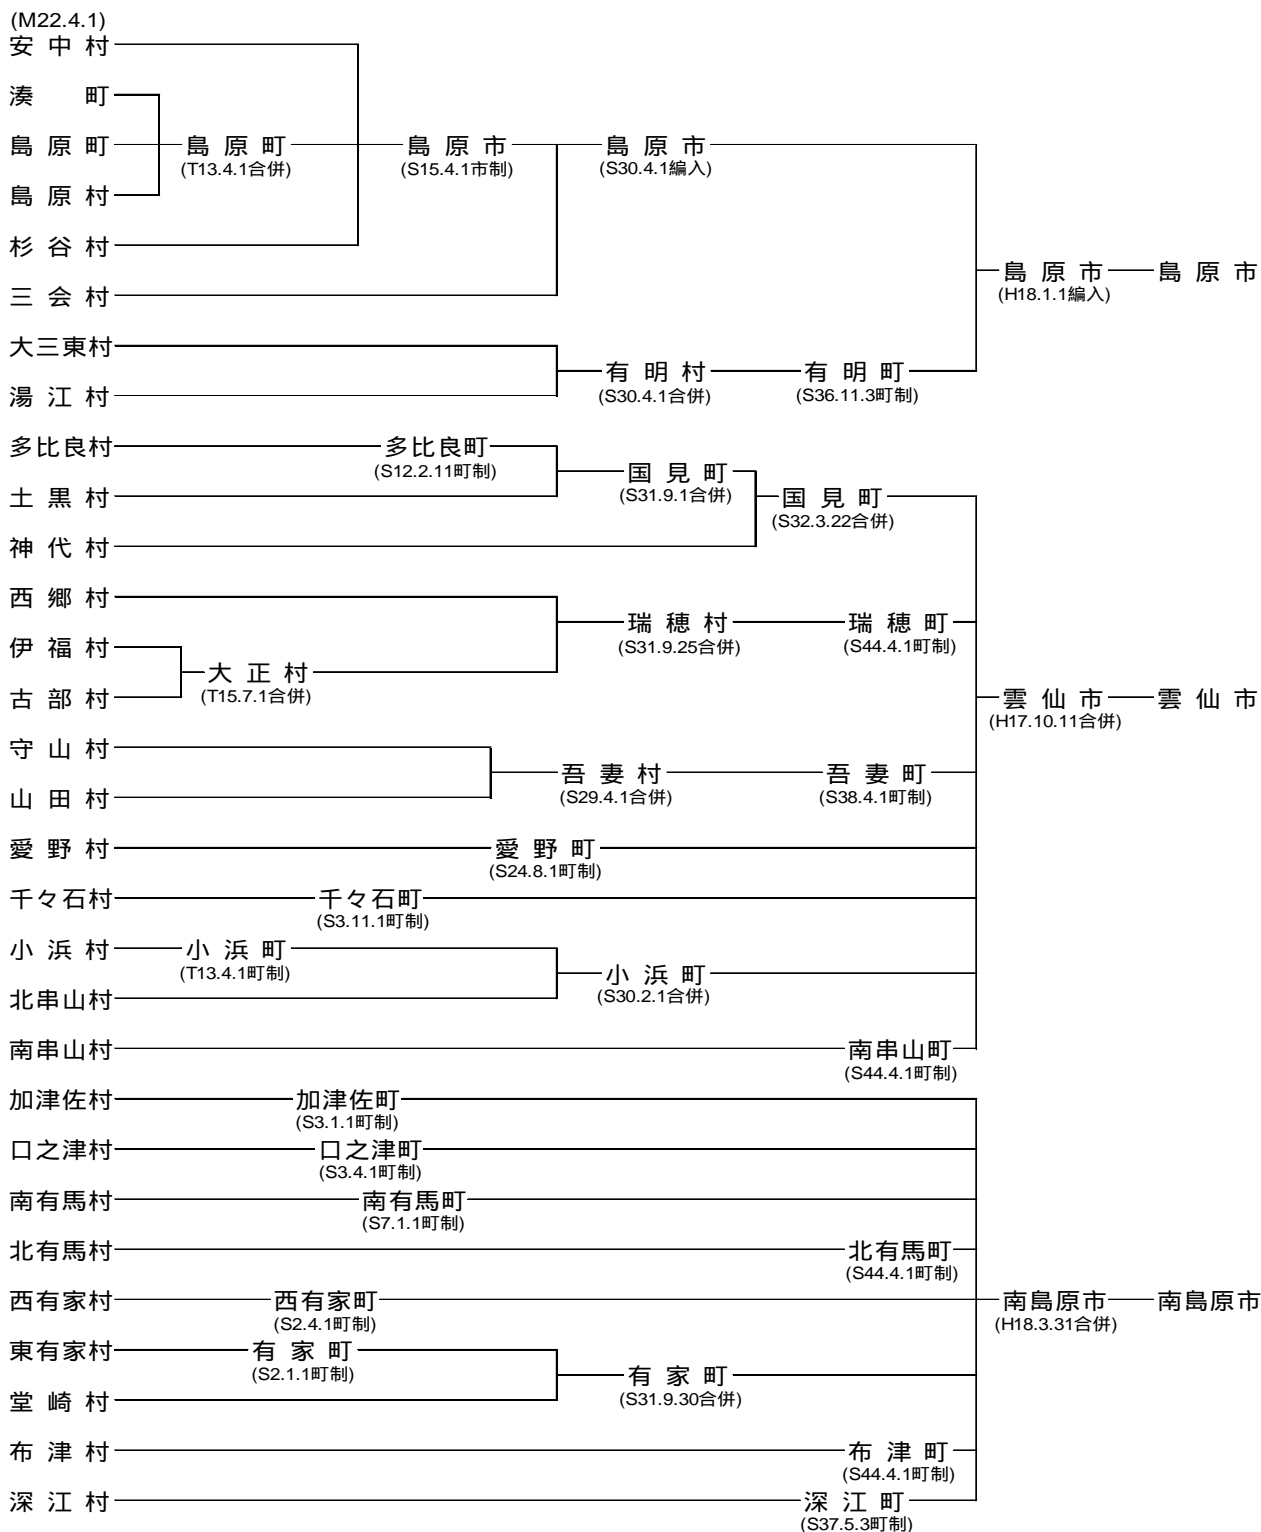 (M22.4.1)
安中村
湊町
島原町 島原町 島原市 島原市
(T13.4.1合併) (S15.4.1市制) (S30.4.1編入)
島原村
杉谷村
島原市 島原市
三会村
(H18.1.1編入)
大三東村
有明村 有明町
湯江村
(S30.4.1合併) (S36.11.3町制)
多比良村 多比良町
(S12.2.11町制)
国見町
土黒村 国見町
(S31.9.1合併)
(S32.3.22合併)
神代村
西郷村
瑞穂村 瑞穂町
伊福村
(S31.9.25合併) (S44.4.1町制)
大正村
古部村 雲仙市 雲仙市
(T15.7.1合併)
(H17.10.11合併)
守山村
吾妻村 吾妻町
山田村
(S29.4.1合併) (S38.4.1町制)
愛野村 愛野町
(S24.8.1町制)
千々石村 千々石町
(S3.11.1町制)
小浜村 小浜町
(T13.4.1町制)
小浜町
北串山村
(S30.2.1合併)
南串山村 南串山町
(S44.4.1町制)
加津佐村 加津佐町
(S3.1.1町制)
口之津村 口之津町
(S3.4.1町制)
南有馬村 南有馬町
(S7.1.1町制)
北有馬村 北有馬町
(S44.4.1町制)
西有家村 西有家町 南島原市 南島原市
(S2.4.1町制) (H18.3.31合併)
東有家村 有家町
(S2.1.1町制)
有家町
堂崎村
(S31.9.30合併)
布津村 布津町
(S44.4.1町制)
深江村 深江町
(S37.5.3町制)